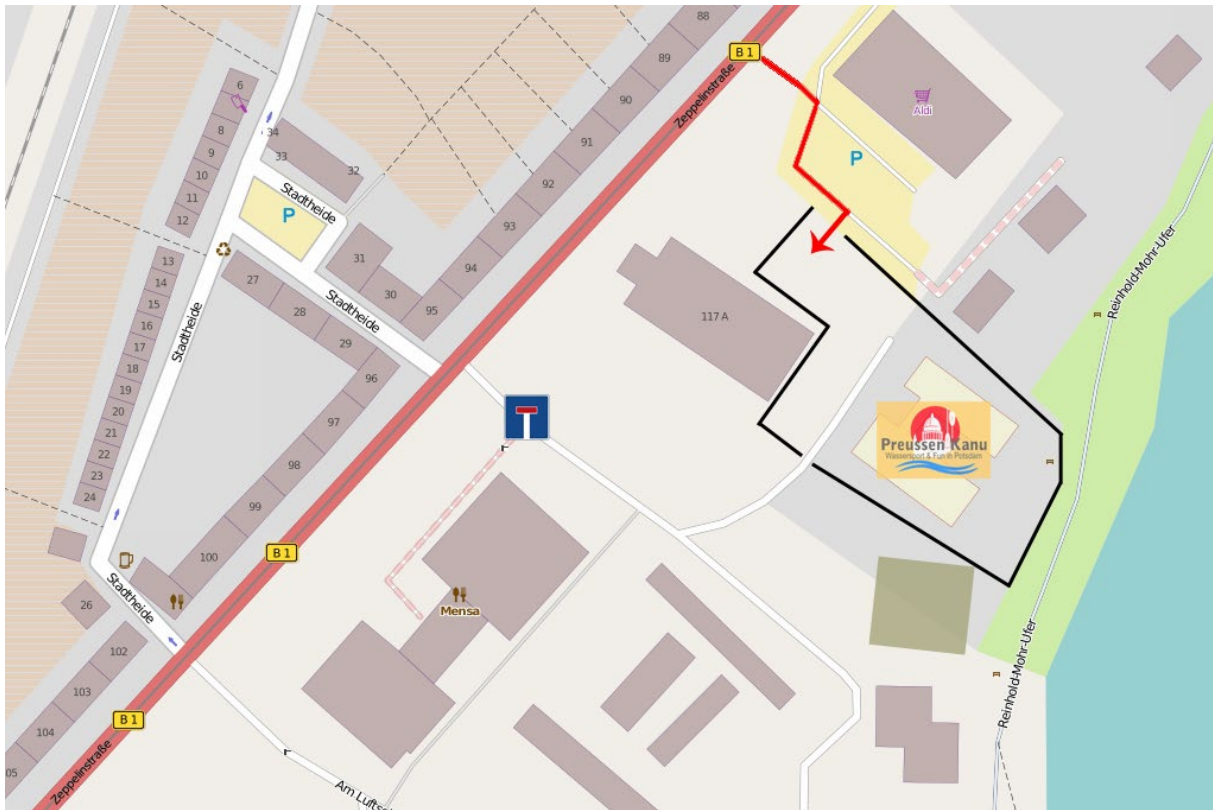 88
89
90
91
92
93
94
95
B 1
Zeppelinstraße
Aldi
P
6
8
9
10
11
12
34
33
32
Stadtheide
P
31
30
13
14
15
16
17
18
19
20
21
22
23
24
Stadtheide
27
28
29
Stadtheide
96
97
98
99
100
117 A
Reinhold-Mohr-Ufer
Preussen Kanu
Wassersport & Fun in Potsdam
B 1
Mensa
Stadtheide
26
102
103
104
05
B 1
Zeppelinstraße
Reinhold-Mohr-Ufer
Am Luftsc